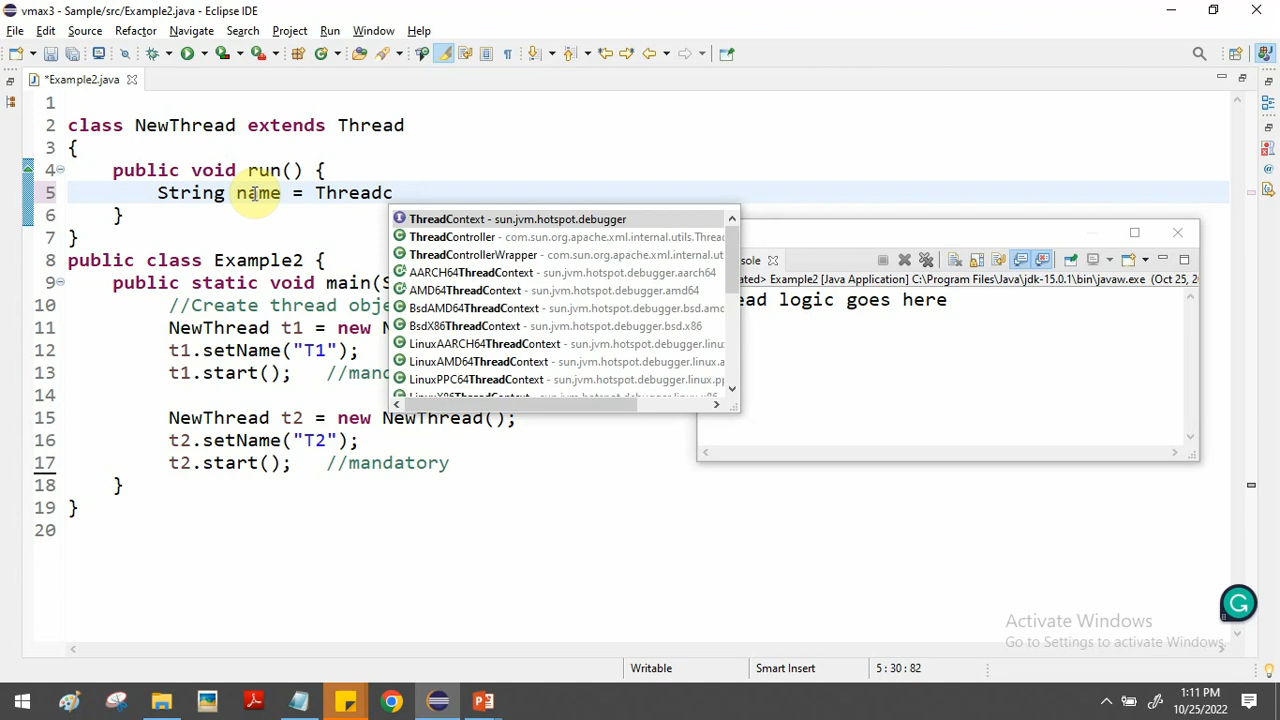 vmax3 - Sample/src/Example2.java - Eclipse IDE
File Edit Source Refactor Navigate Search Project Run Window Help
*Example2.java
1
2 class NewThread extends Thread
3 {
4 public void run() {
5 String name = Threadc
6 }
7 }
8 public class Example2 {
9 public static void main(S
10 //Create thread obje
11 NewThread t1 = new N
12 t1.setName("T1");
13 t1.start(); //mand
14
15 NewThread t2 = new NewThread();
16 t2.setName("T2");
17 t2.start(); //mandatory
18 }
19 }
20
ThreadContext - sun.jvm.hotspot.debugger
ThreadController - com.sun.org.apache.xml.internal.utils.Threa
ThreadControllerWrapper - com.sun.org.apache.xml.internal.ut
AARCH64ThreadContext - sun.jvm.hotspot.debugger.aarch64
AMD64ThreadContext - sun.jvm.hotspot.debugger.amd64
BsdAMD64ThreadContext - sun.jvm.hotspot.debugger.bsd.amd
BsdX86ThreadContext - sun.jvm.hotspot.debugger.bsd.x86
LinuxAARCH64ThreadContext - sun.jvm.hotspot.debugger.linu
LinuxAMD64ThreadContext - sun.jvm.hotspot.debugger.linux.a
LinuxPPC64ThreadContext - sun.jvm.hotspot.debugger.linux.pp
sole
ated> Example2 [Java Application] C:\Program Files\Java\jdk-15.0.1\bin\javaw.exe (Oct 25, 2
ead logic goes here
Activate Windows
Go to Settings to activate Windows.
Writable Smart Insert 5 : 30 : 82
1:11 PM
10/25/2022